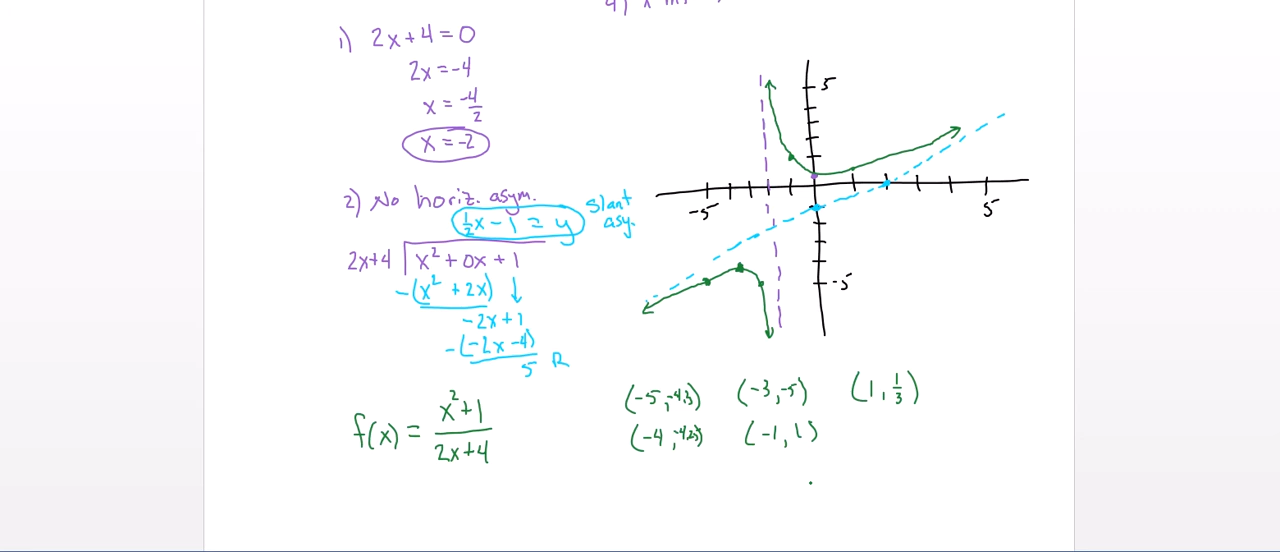 1) 2x+4=0
2x=-4
x = -4/2
x = -2
2) No horiz. asym.
½x-1 = y slant asy.
2x+4 x²+0x+1
-(x² + 2x) ↓
-2x+1
-(-2x-4)
5 R
f(x) = x²+1 / 2x+4
5
-5 5
-5
(-5,-4.3) (-3,-5) (1,1/3)
(-4,-4.25) (-1,1)